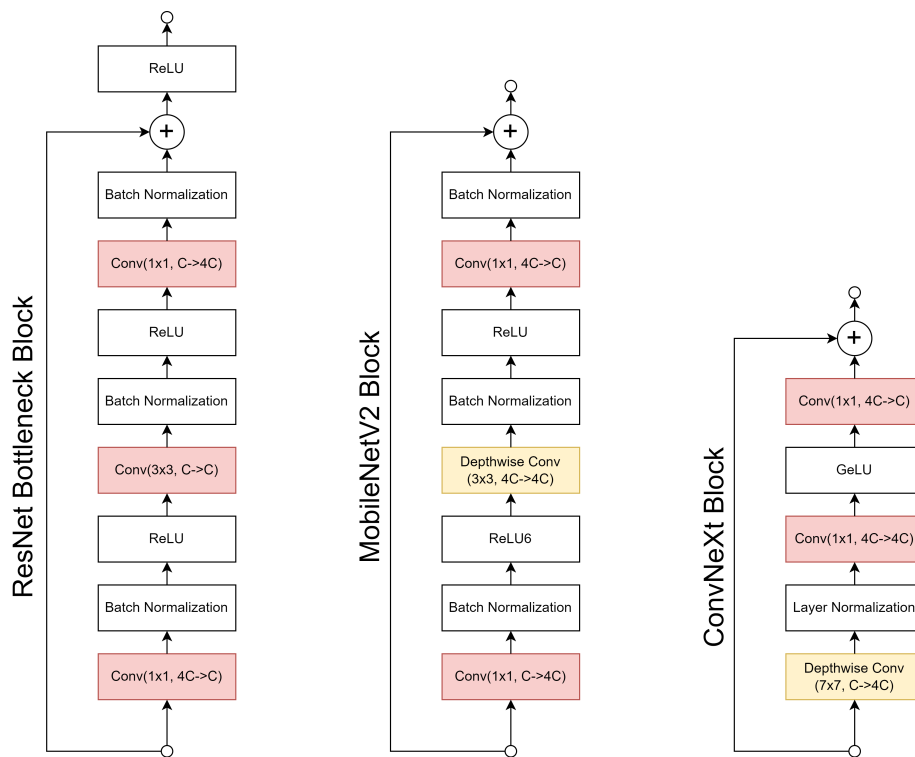 ResNet Bottleneck Block
ReLU
+
Batch Normalization
Conv(1x1, C->4C)
ReLU
Batch Normalization
Conv(3x3, C->C)
ReLU
Batch Normalization
Conv(1x1, 4C->C)
MobileNetV2 Block
+
Batch Normalization
Conv(1x1, 4C->C)
ReLU
Batch Normalization
Depthwise Conv
(3x3, 4C->4C)
ReLU6
Batch Normalization
Conv(1x1, C->4C)
ConvNeXt Block
+
Conv(1x1, 4C->C)
GeLU
Conv(1x1, 4C->4C)
Layer Normalization
Depthwise Conv
(7x7, C->4C)